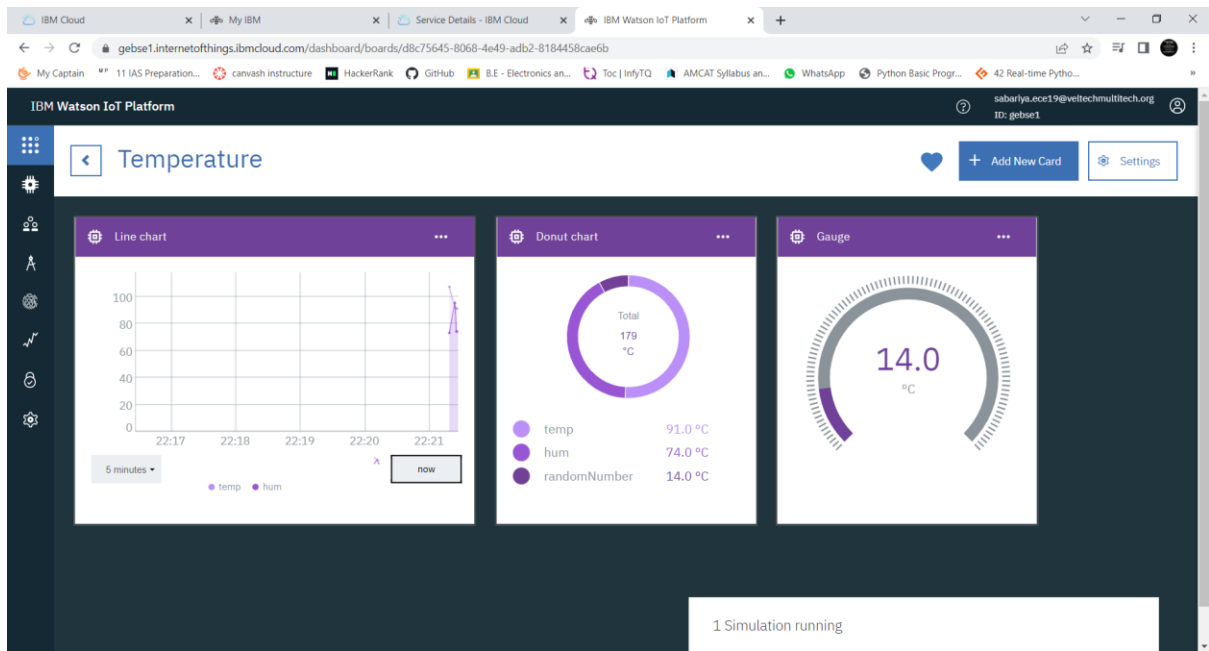 IBM Cloud
My IBM
Service Details - IBM Cloud
IBM Watson IoT Platform
gebse1.internetofthings.ibmcloud.com/dashboard/boards/d8c75645-8068-4e49-adb2-8184458cae6b
My Captain
11 IAS Preparation...
canvash instructure
HackerRank
GitHub
B.E - Electronics an...
Toc | InfyTQ
AMCAT Syllabus an...
WhatsApp
Python Basic Progr...
42 Real-time Pytho...
IBM Watson IoT Platform
sabariya.ece19@veltechmultitech.org
ID: gebse1
Temperature
+ Add New Card
Settings
Line chart
100
80
60
40
20
0
22:17 22:18 22:19 22:20 22:21
5 minutes
now
temp hum
Donut chart
Total
179
°C
temp 91.0 °C
hum 74.0 °C
randomNumber 14.0 °C
Gauge
14.0
°C
1 Simulation running